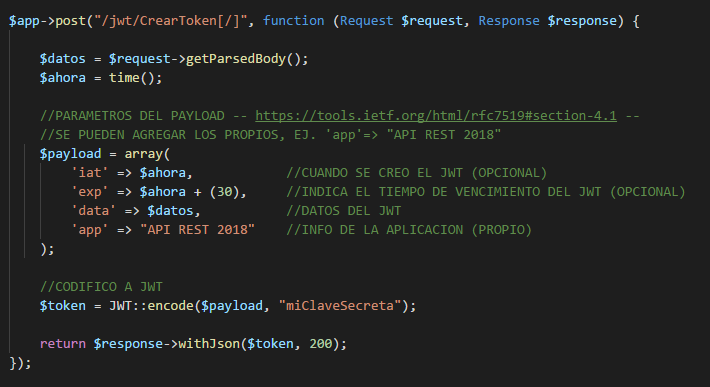 $app->post("/jwt/CrearToken[/]", function (Request $request, Response $response) {
$datos = $request->getParsedBody();
$ahora = time();
//PARAMETROS DEL PAYLOAD -- https://tools.ietf.org/html/rfc7519#section-4.1 --
//SE PUEDEN AGREGAR LOS PROPIOS, EJ. 'app'=> "API REST 2018"
$payload = array(
'iat' => $ahora, //CUANDO SE CREO EL JWT (OPCIONAL)
'exp' => $ahora + (30), //INDICA EL TIEMPO DE VENCIMIENTO DEL JWT (OPCIONAL)
'data' => $datos, //DATOS DEL JWT
'app' => "API REST 2018" //INFO DE LA APLICACION (PROPIO)
);
//CODIFICO A JWT
$token = JWT::encode($payload, "miClaveSecreta");
return $response->withJson($token, 200);
});